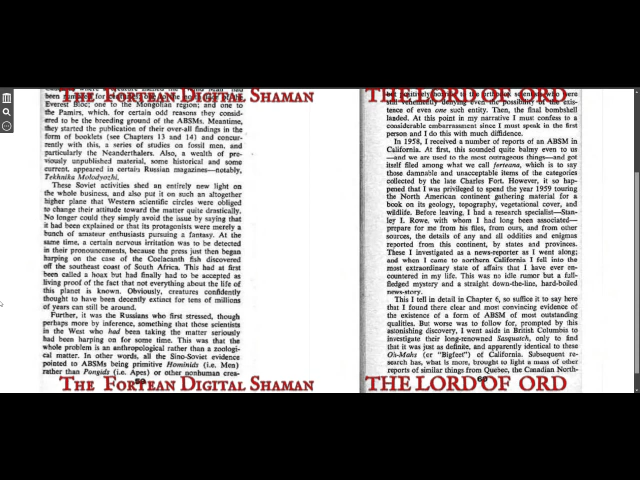 THE FORTEAN DIGITAL SHAMAN
Everest Bloc; one to the Mongolian region; and one to
the Pamirs, which, for certain odd reasons they consid-
ered to be the breeding ground of the ABSMs. Meantime,
they started the publication of their over-all findings in the
form of booklets (see Chapters 13 and 14) and concur-
rently with this, a series of studies on fossil men, and
particularly the Neanderthalers. Also, a wealth of pre-
viously unpublished material, some historical and some
current, appeared in certain Russian magazines—notably,
Tekhnika Molodyozhi.
These Soviet activities shed an entirely new light on
the whole business, and also put it on such an altogether
higher plane that Western scientific circles were obliged
to change their attitude toward the matter quite drastically.
No longer could they simply avoid the issue by saying that
it had been explained or that its protagonists were merely a
bunch of amateur enthusiasts pursuing a fantasy. At the
same time, a certain nervous irritation was to be detected
in their pronouncements, because the press just then began
harping on the case of the Coelacanth fish discovered
off the southeast coast of South Africa. This had at first
been called a hoax but had finally had to be accepted as
living proof of the fact that not everything about the life of
this planet is known. Obviously, creatures confidently
thought to have been decently extinct for tens of millions
of years can still be around.
Further, it was the Russians who first stressed, though
perhaps more by inference, something that those scientists
in the West who had been taking the matter seriously
had been harping on for some time. This was that the
whole problem is an anthropological rather than a zoologi-
cal matter. In other words, all the Sino-Soviet evidence
pointed to ABSMs being primitive Hominids (i.e. Men)
rather than Pongids (i.e. Apes) or other nonhuman crea-
THE FORTEAN DIGITAL SHAMAN
THE LORD OF ORD
still vehemently denying even the possibility of the exis-
tence of even one such entity. Then, the final bombshell
landed. At this point in my narrative I must confess to a
considerable embarrassment since I must speak in the first
person and I do this with much diffidence.
In 1958, I received a number of reports of an ABSM in
California. At first, this sounded quite balmy even to us
—and we are used to the most outrageous things—and got
itself filed among what we call forteana, which is to say
those damnable and unacceptable items of the categories
collected by the late Charles Fort. However, it so hap-
pened that I was privileged to spend the year 1959 touring
the North American continent gathering material for a
book on its geology, topography, vegetational cover, and
wildlife. Before leaving, I had a research specialist—Stan-
ley I. Rowe, with whom I had long been associated—
prepare for me from his files, from ours, and from other
sources, the details of any and all oddities and enigmas
reported from this continent, by states and provinces.
These I investigated as a news-reporter as I went along;
and when I came to northern California I fell into the
most extraordinary state of affairs that I have ever en-
countered in my life. This was no idle rumor but a full-
fledged mystery and a straight down-the-line, hard-boiled
news-story.
This I tell in detail in Chapter 6, so suffice it to say here
that I found there clear and most convincing evidence of
the existence of a form of ABSM of most outstanding
qualities. But worse was to follow for, prompted by this
astonishing discovery, I went aside in British Columbia to
investigate their long-renowned Sasquatch, only to find
that it was just as definite, and apparently identical to these
Oh-Mahs (or "Bigfeet") of California. Subsequent re-
search has, what is more, brought to light a mass of other
reports of similar things from Quebec, the Canadian North-
THE LORD OF ORD
60